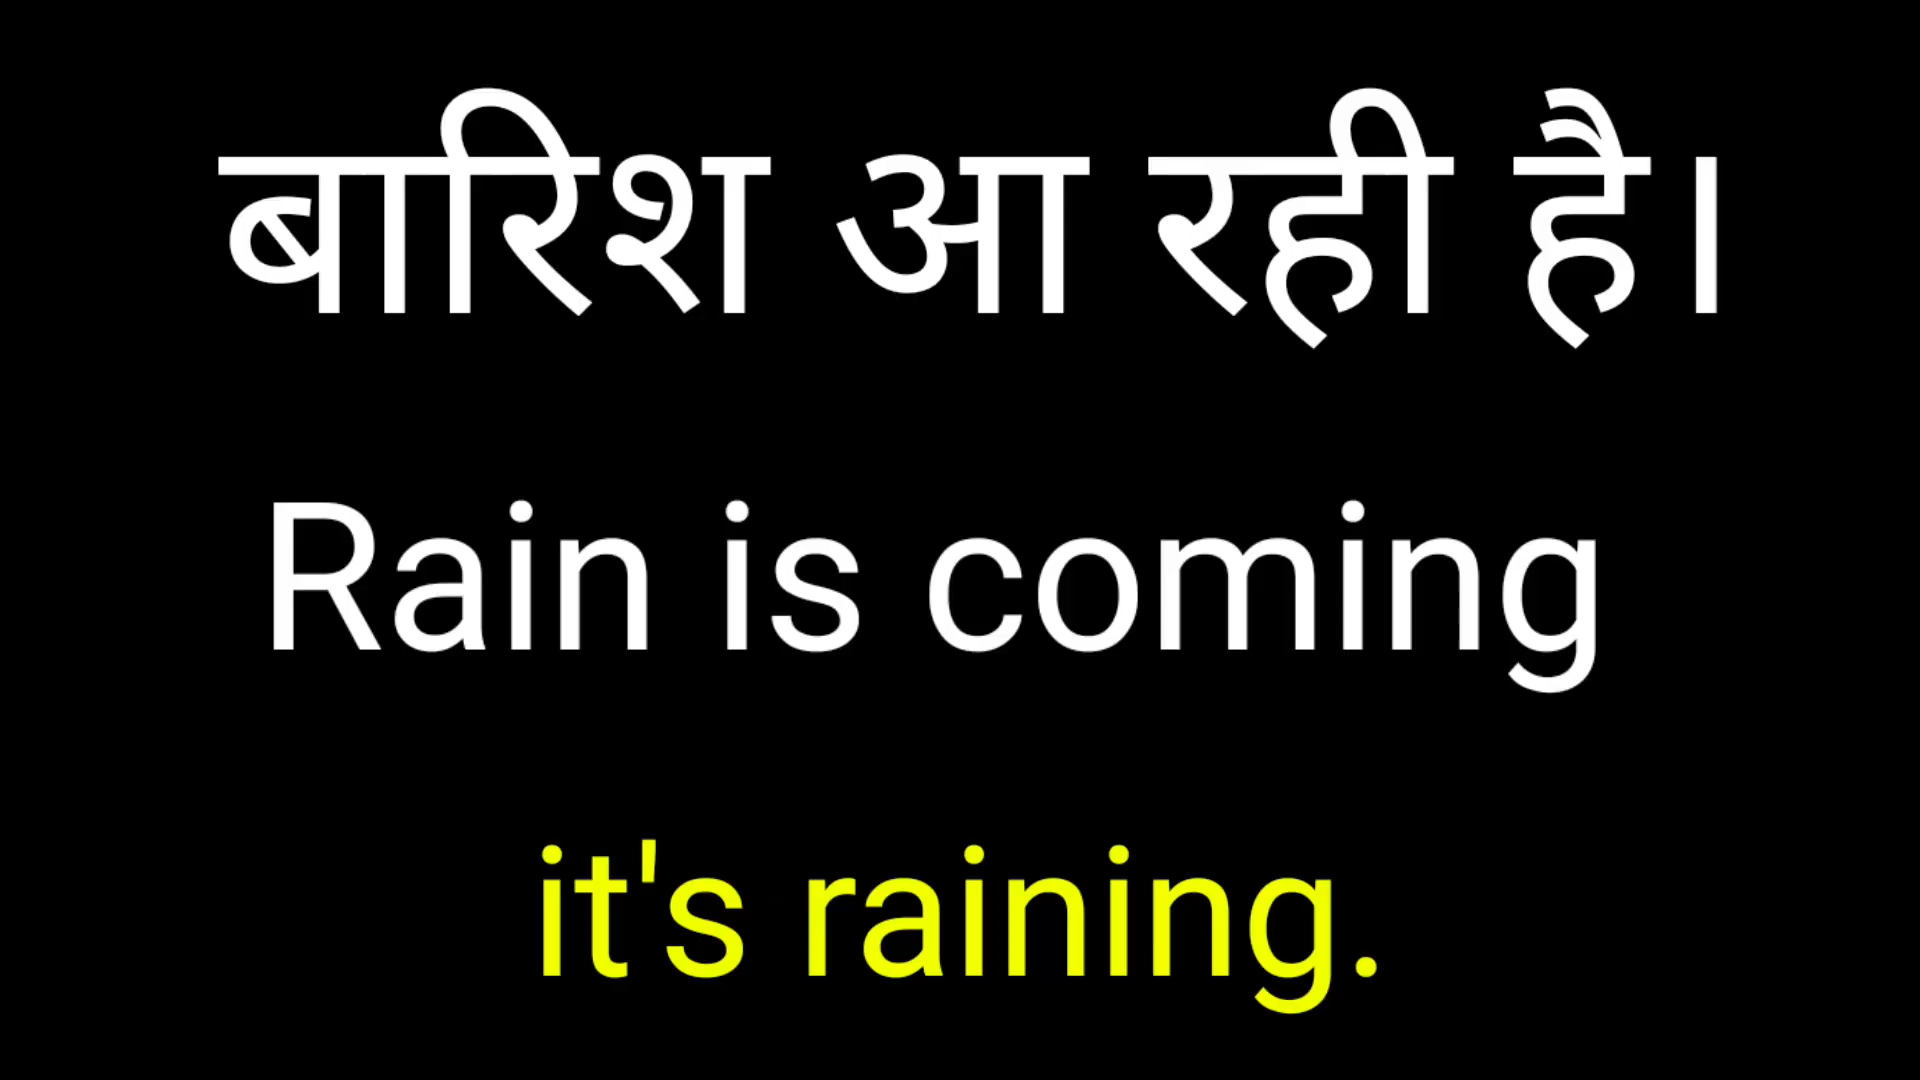 बारिश आ रही है।
Rain is coming
it's raining.